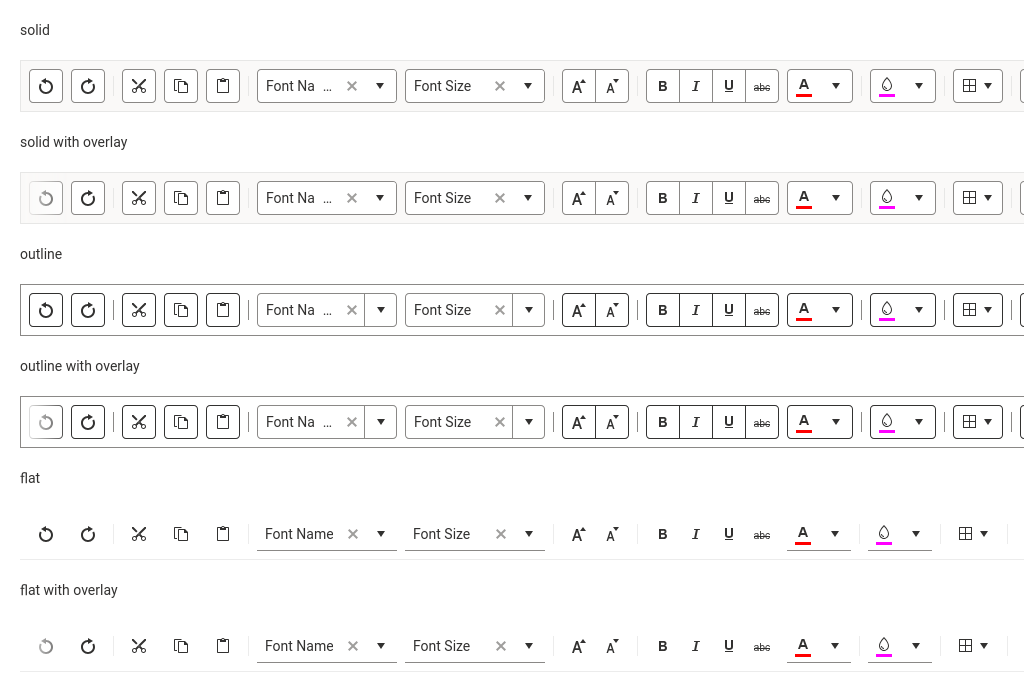 solid
Font Na ... Font Size A A B I U abc A
solid with overlay
Font Na ... Font Size A A B I U abc A
outline
Font Na ... Font Size A A B I U abc A
outline with overlay
Font Na ... Font Size A A B I U abc A
flat
Font Name Font Size A A B I U abc A
flat with overlay
Font Name Font Size A A B I U abc A